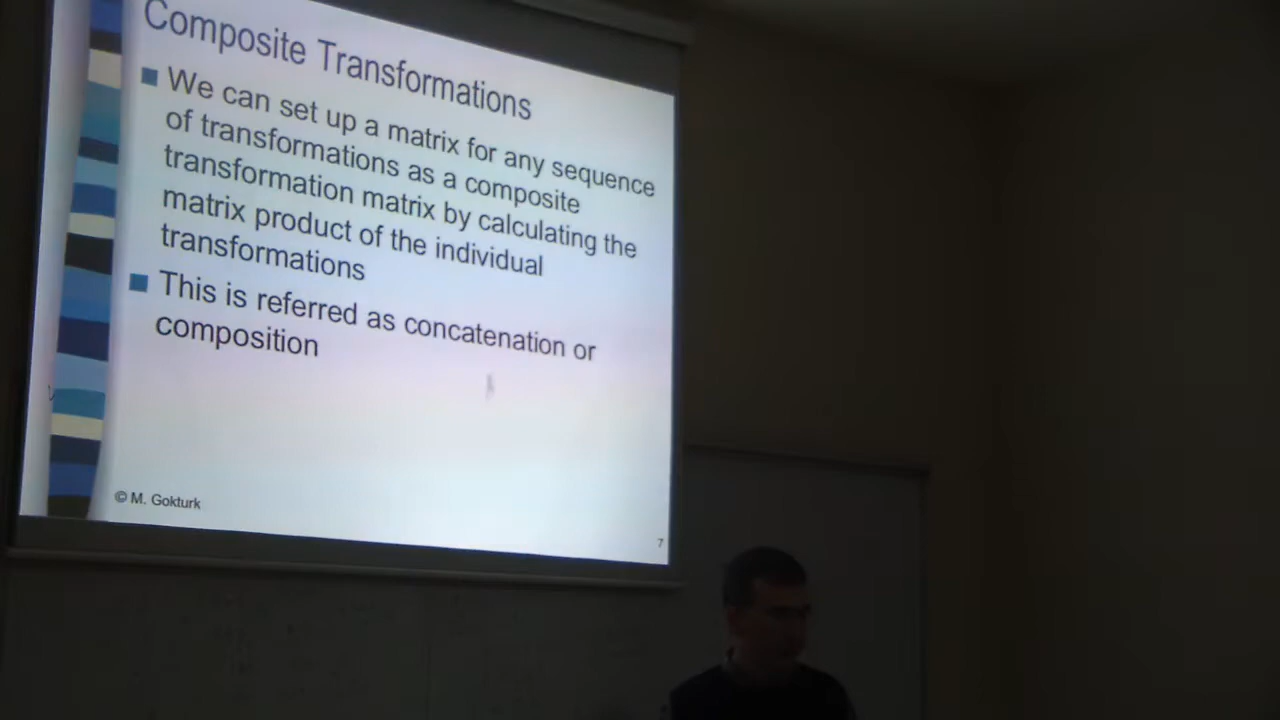 Composite Transformations
We can set up a matrix for any sequence
of transformations as a composite
transformation matrix by calculating the
matrix product of the individual
transformations
This is referred as concatenation or
composition
© M. Gokturk
7